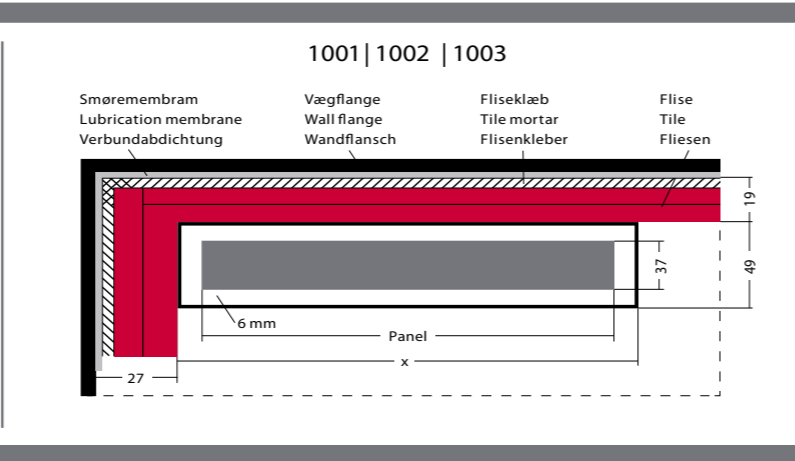 1001| 1002 | 1003
Smøremembram
Lubrication membrane
Verbundabdichtung
Vægflange
Wall flange
Wandflansch
Fliseklæb
Tile mortar
Flisenkleber
Flise
Tile
Fliesen
19
37
49
6 mm
Panel
x
27